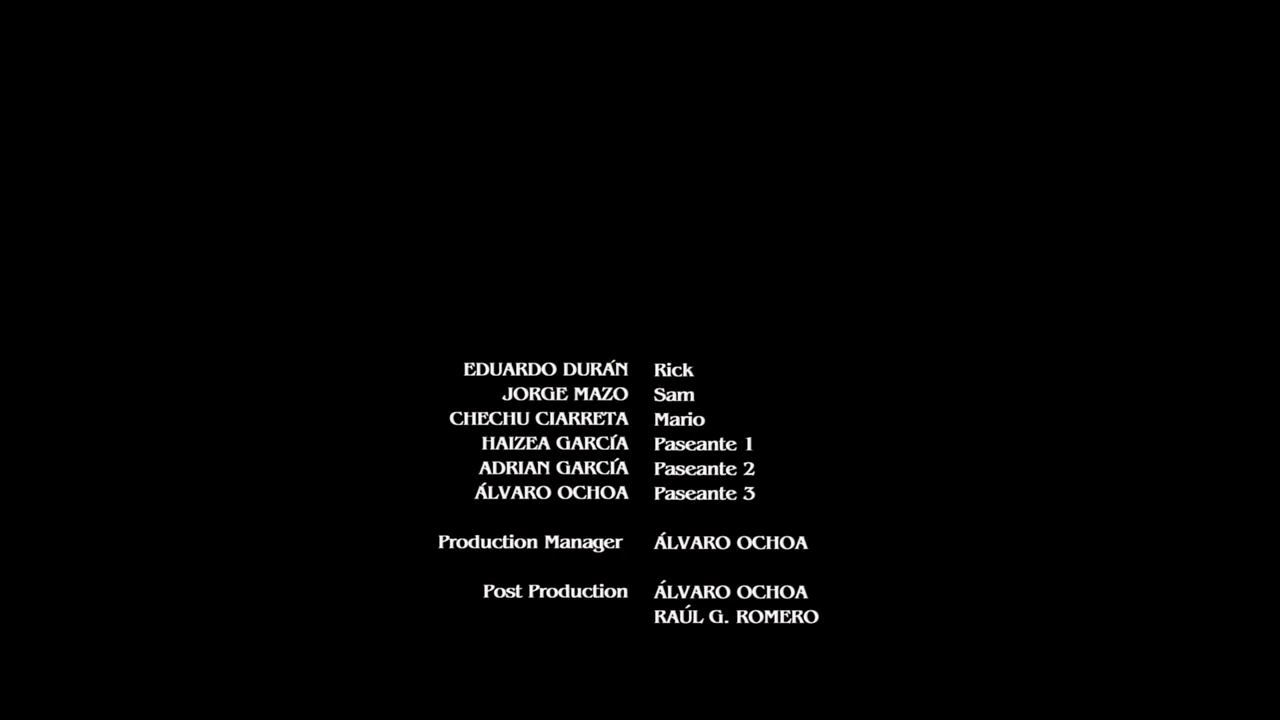 EDUARDO DURÁN Rick
JORGE MAZO Sam
CHECHU CIARRETA Mario
HAIZEA GARCÍA Paseante 1
ADRIAN GARCÍA Paseante 2
ÁLVARO OCHOA Paseante 3
Production Manager ÁLVARO OCHOA
Post Production ÁLVARO OCHOA
RAÚL G. ROMERO